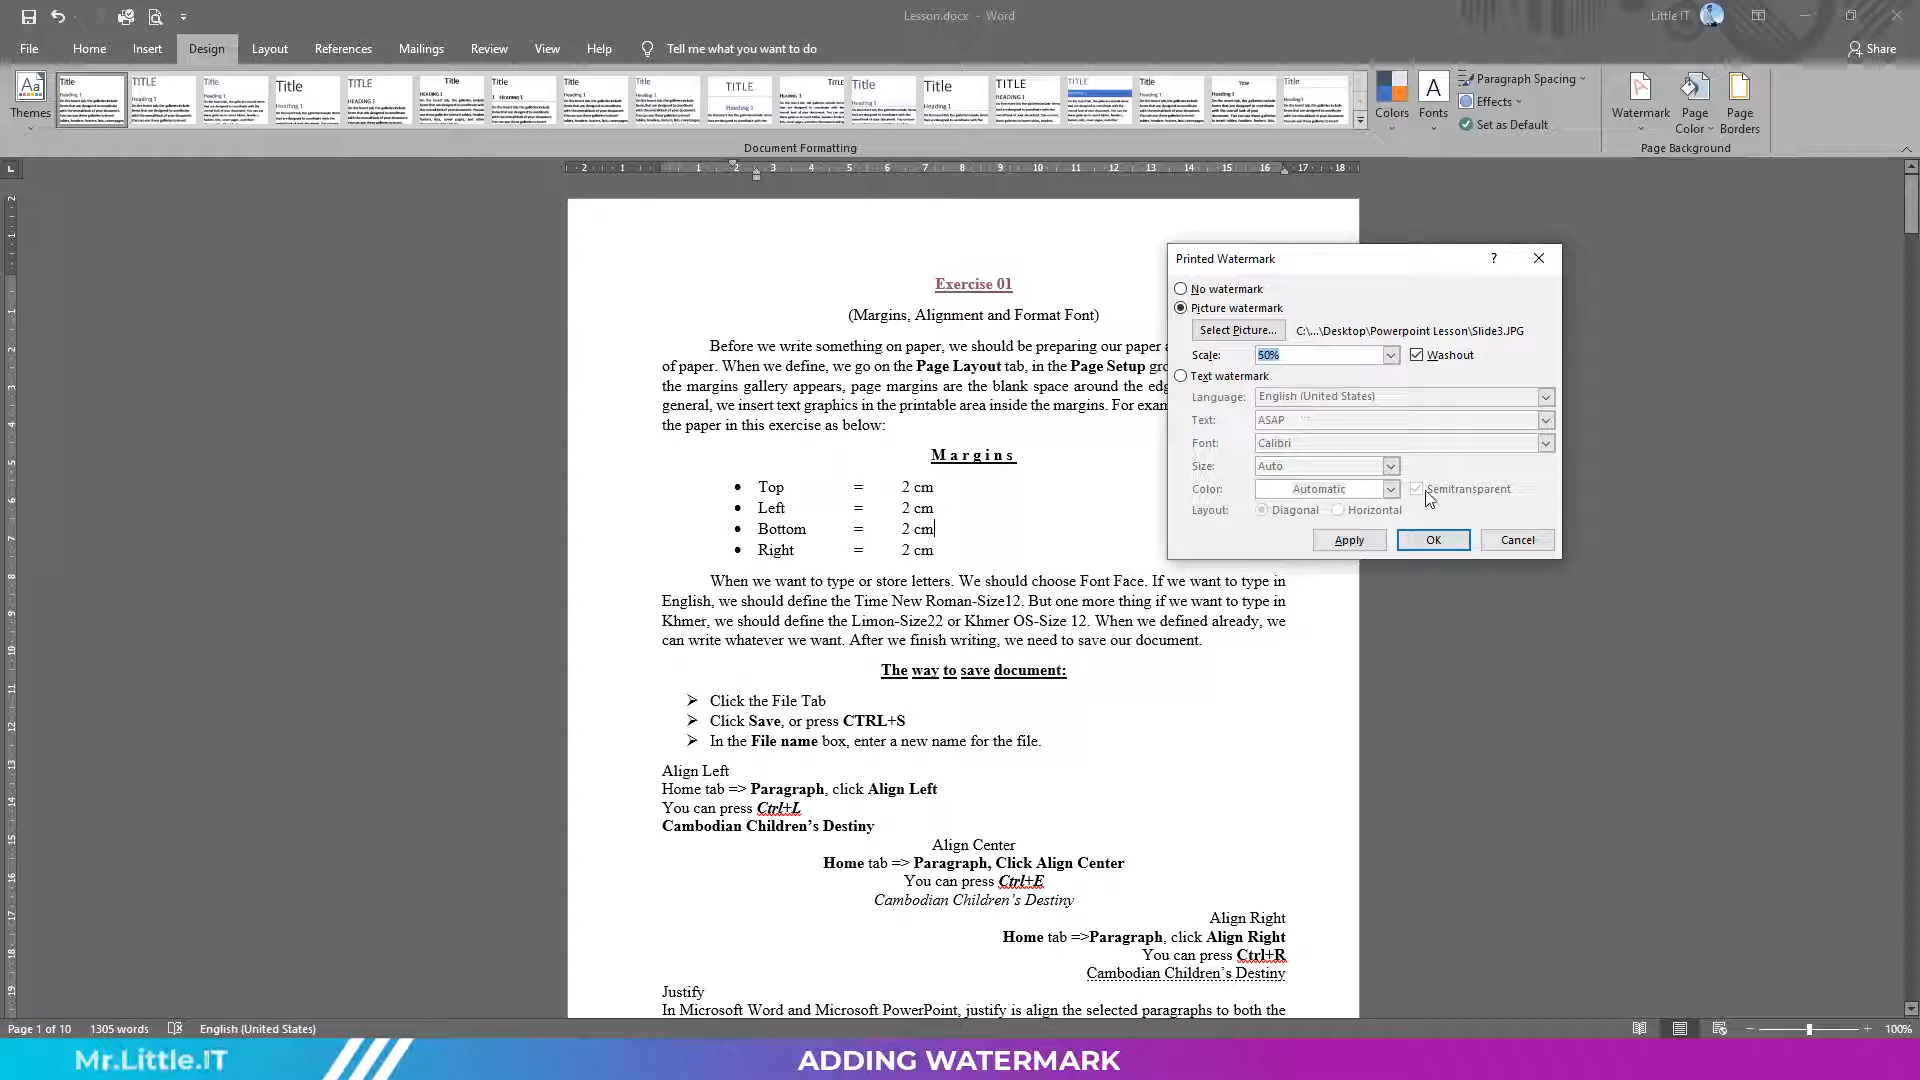 Lesson.docx - Word
Little IT
File Home Insert Design Layout References Mailings Review View Help Tell me what you want to do Share
Themes Colors Fonts Paragraph Spacing Effects Set as Default Watermark Page Color Page Borders
Document Formatting Page Background
Exercise 01
(Margins, Alignment and Format Font)
Before we write something on paper, we should be preparing our paper
of paper. When we define, we go on the Page Layout tab, in the Page Setup
the margins gallery appears, page margins are the blank space around the
general, we insert text graphics in the printable area inside the margins. For
the paper in this exercise as below:
Margins
• Top = 2 cm
• Left = 2 cm
• Bottom = 2 cm
• Right = 2 cm
When we want to type or store letters. We should choose Font Face. If we want to type in
English, we should define the Time New Roman-Size12. But one more thing if we want to type in
Khmer, we should define the Limon-Size22 or Khmer OS-Size 12. When we defined already, we
can write whatever we want. After we finish writing, we need to save our document.
The way to save document:
➢ Click the File Tab
➢ Click Save, or press CTRL+S
➢ In the File name box, enter a new name for the file.
Align Left
Home tab => Paragraph, click Align Left
You can press Ctrl+L
Cambodian Children’s Destiny
Align Center
Home tab => Paragraph, Click Align Center
You can press Ctrl+E
Cambodian Children’s Destiny
Align Right
Home tab =>Paragraph, click Align Right
You can press Ctrl+R
Cambodian Children’s Destiny
Justify
In Microsoft Word and Microsoft PowerPoint, justify is align the selected paragraphs to both the
Printed Watermark
No watermark
Picture watermark
Select Picture... C:\...\Desktop\Powerpoint Lesson\Slide3.JPG
Scale: 50% Washout
Text watermark
Language: English (United States)
Text: ASAP
Font: Calibri
Size: Auto
Color: Automatic Semitransparent
Layout: Diagonal Horizontal
Apply OK Cancel
Page 1 of 10 1305 words English (United States) 100%
Mr.Little.IT
ADDING WATERMARK